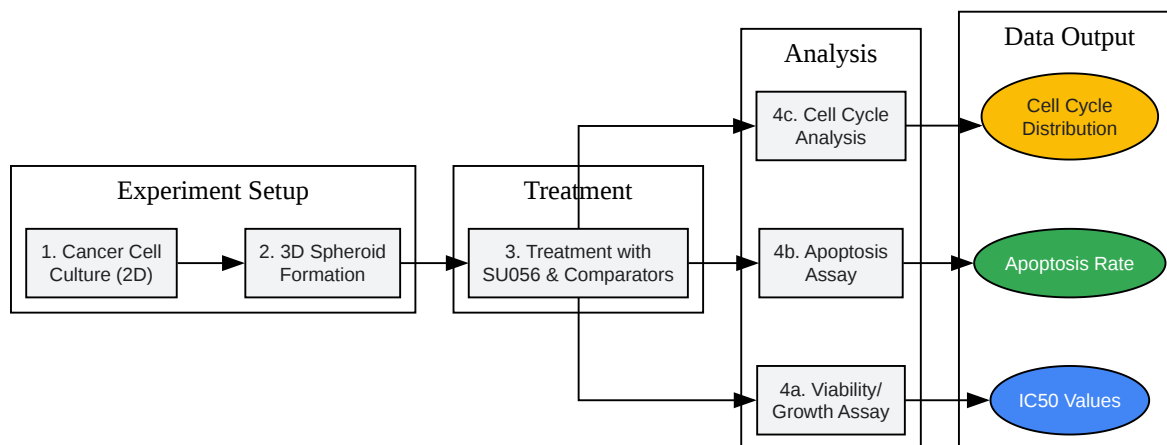 Experiment Setup
1. Cancer Cell
Culture (2D)
2. 3D Spheroid
Formation
Treatment
3. Treatment with
SU056 & Comparators
Analysis
4c. Cell Cycle
Analysis
4b. Apoptosis
Assay
4a. Viability/
Growth Assay
Data Output
Cell Cycle
Distribution
Apoptosis Rate
IC50 Values